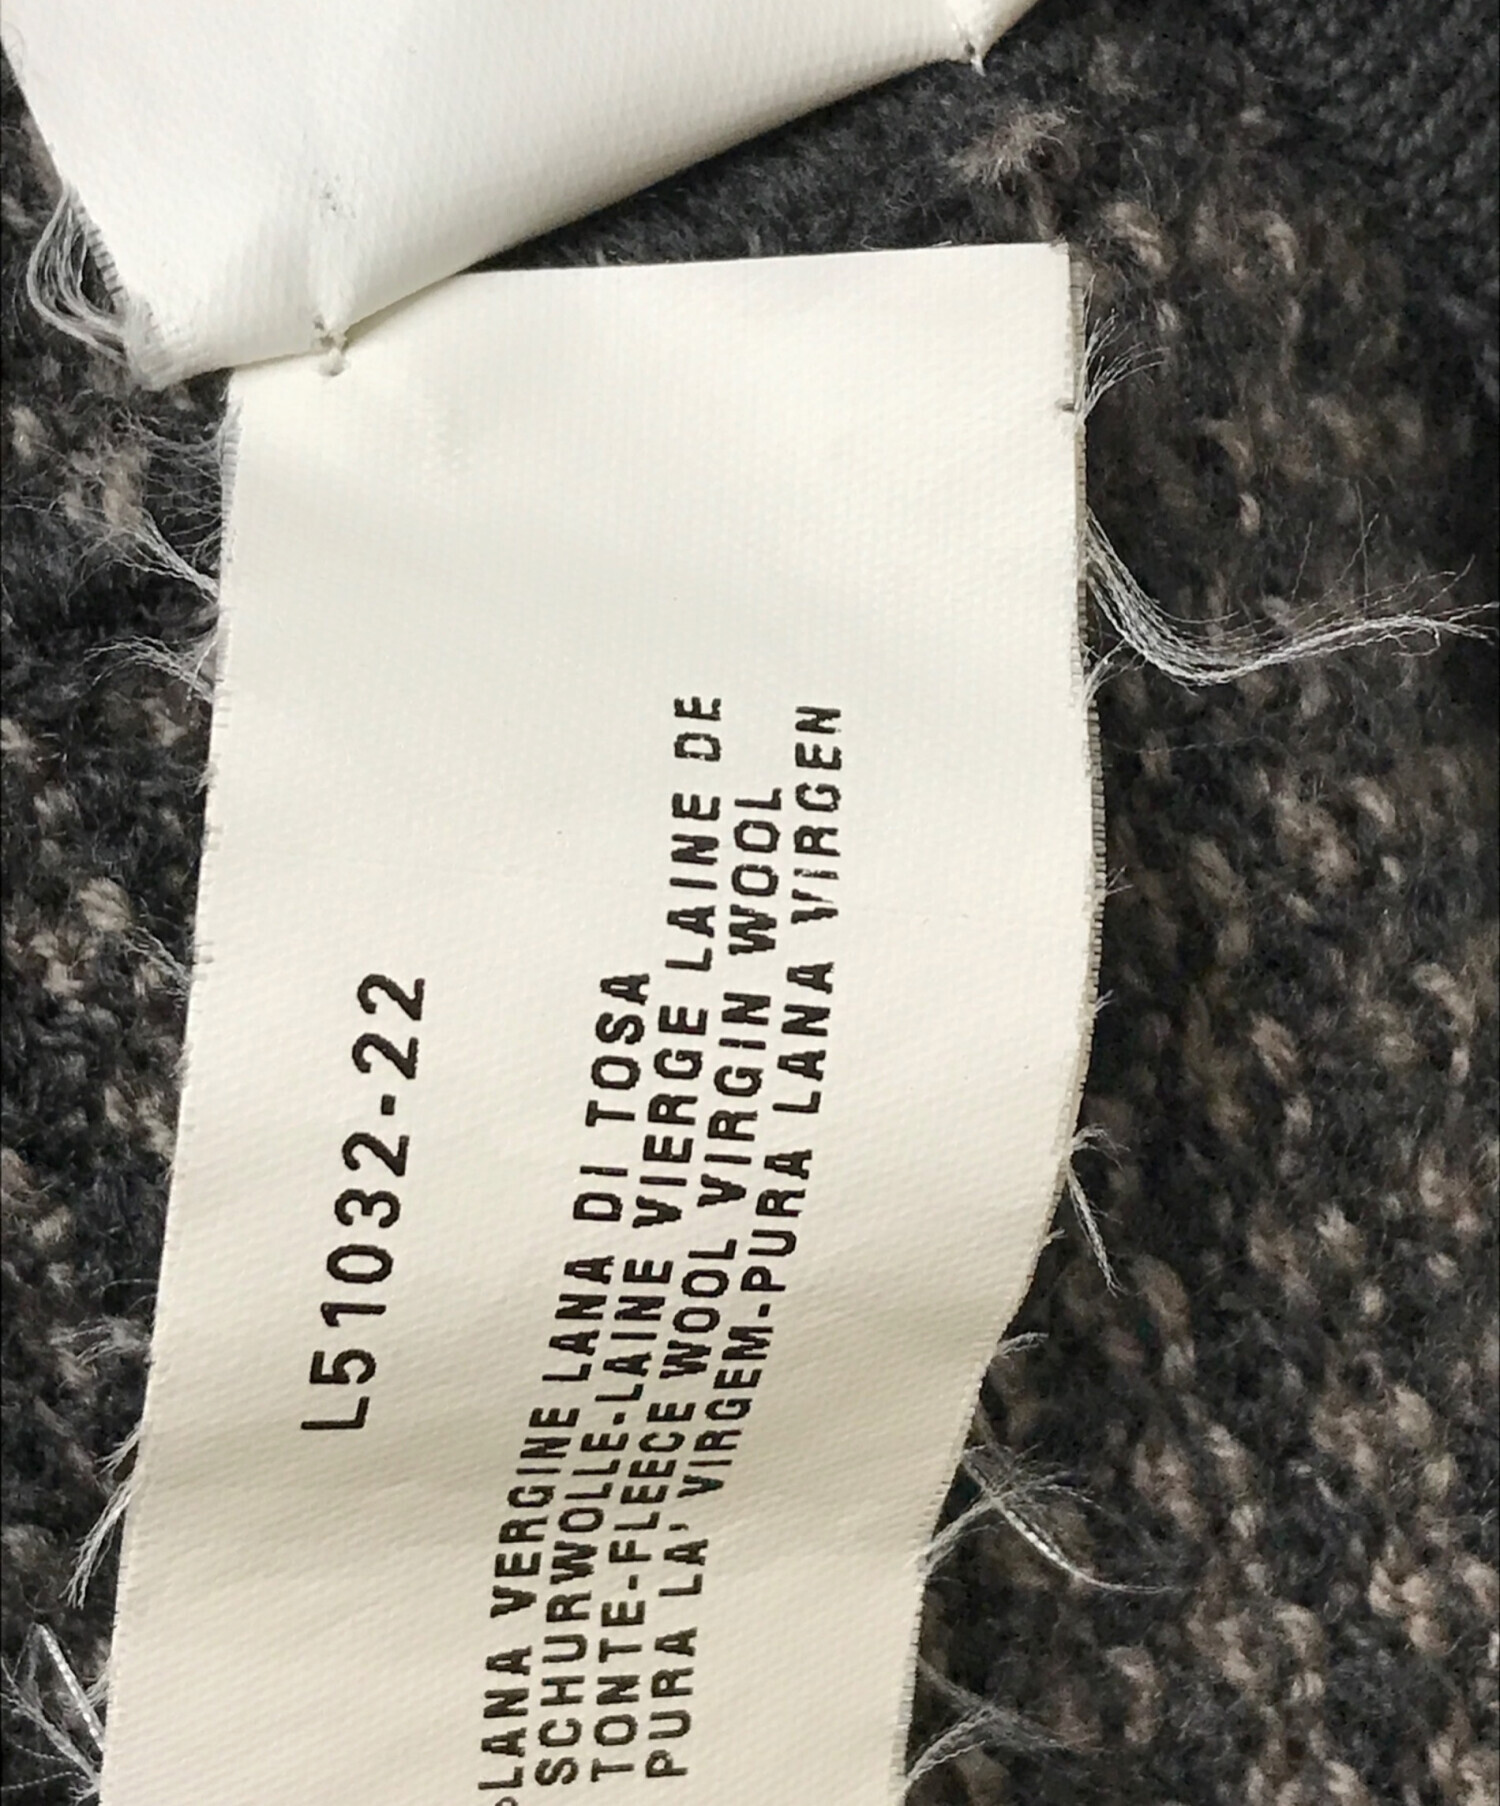 L51032-22
LANA VERGINE LANA DI TOSA
SCHURWOLLE-LAINE VIERGE LAINE DE
TONTE-FLEECE WOOL VIRGIN WOOL
PURA VIRGEM-PURA LANA VIRGEN